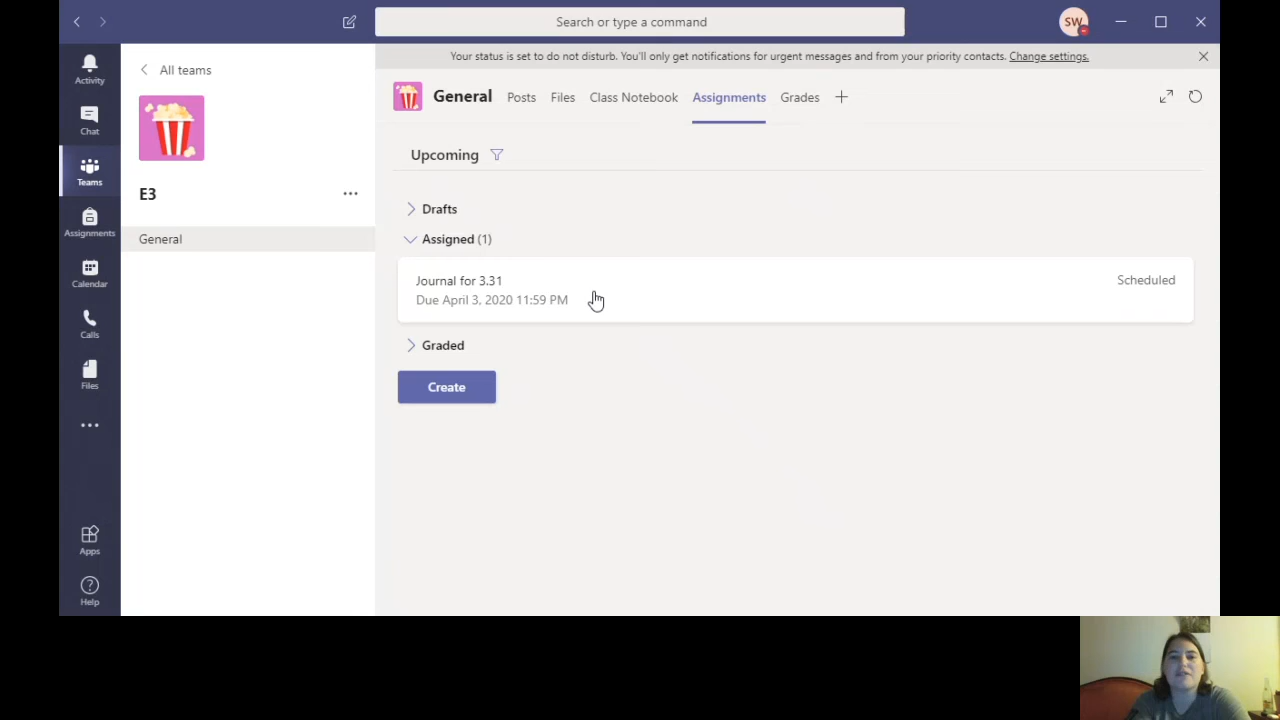 Search or type a command
SW
Activity
Chat
Teams
Assignments
Calendar
Calls
Files
Apps
Help
All teams
E3
General
Your status is set to do not disturb. You'll only get notifications for urgent messages and from your priority contacts. Change settings.
General Posts Files Class Notebook Assignments Grades
Upcoming
Drafts
Assigned (1)
Journal for 3.31 Scheduled
Due April 3, 2020 11:59 PM
Graded
Create